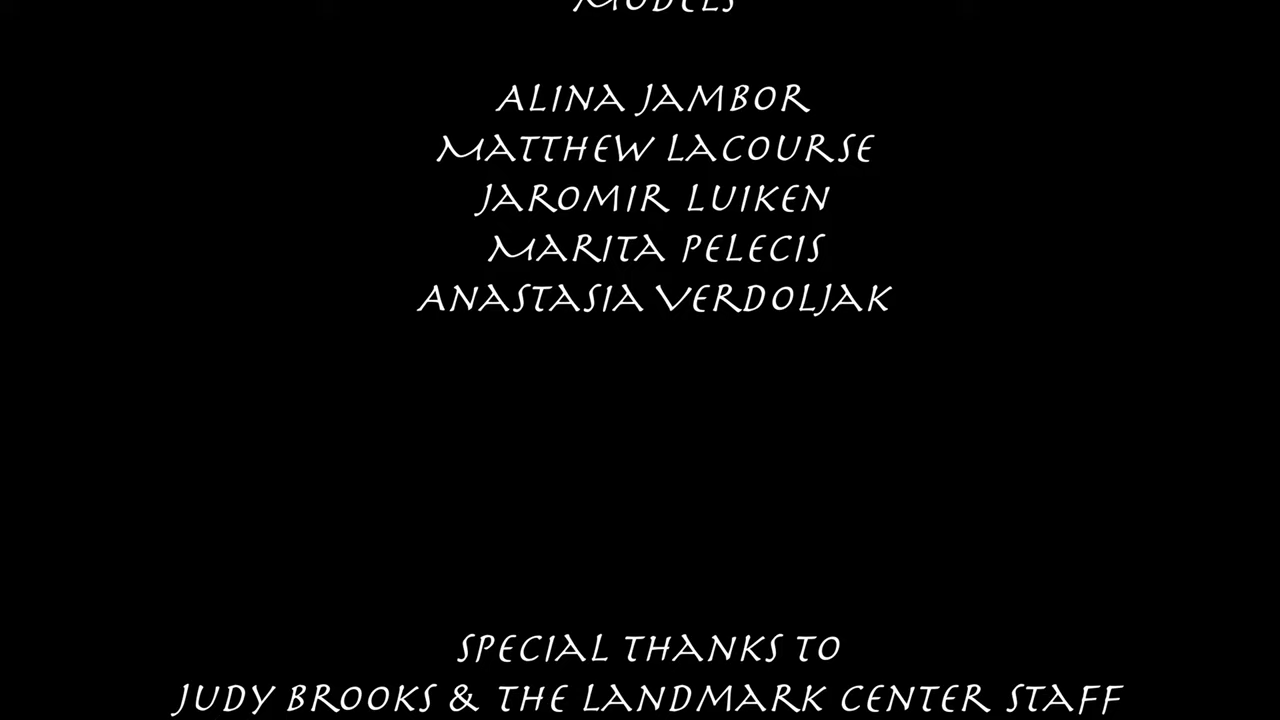 MODELS
ALINA JAMBOR
MATTHEW LACOURSE
JAROMIR LUIKEN
MARITA PELECIS
ANASTASIA VERDOLJAK
SPECIAL THANKS TO
JUDY BROOKS & THE LANDMARK CENTER STAFF